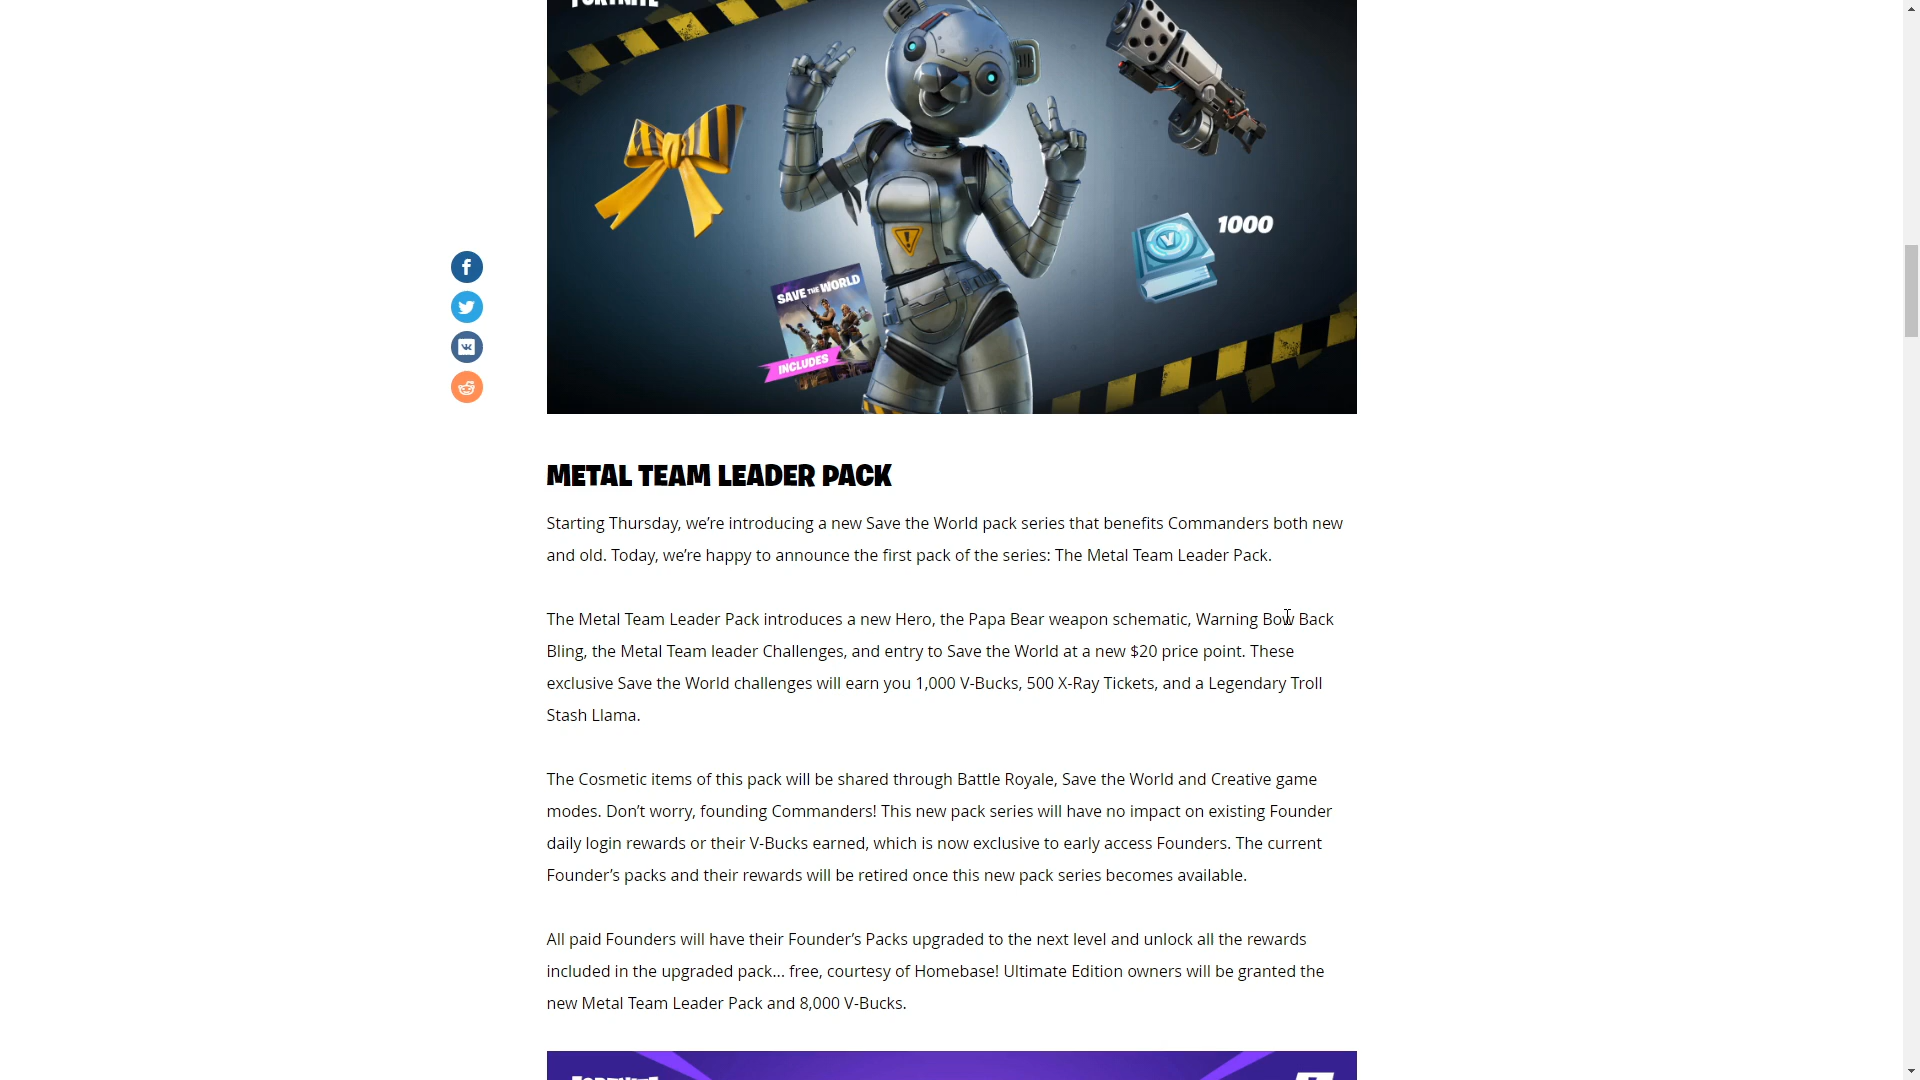 FORTNITE
1000
SAVE THE WORLD
INCLUDES
METAL TEAM LEADER PACK
Starting Thursday, we’re introducing a new Save the World pack series that benefits Commanders both new
and old. Today, we’re happy to announce the first pack of the series: The Metal Team Leader Pack.
The Metal Team Leader Pack introduces a new Hero, the Papa Bear weapon schematic, Warning Bow Back
Bling, the Metal Team leader Challenges, and entry to Save the World at a new $20 price point. These
exclusive Save the World challenges will earn you 1,000 V-Bucks, 500 X-Ray Tickets, and a Legendary Troll
Stash Llama.
The Cosmetic items of this pack will be shared through Battle Royale, Save the World and Creative game
modes. Don’t worry, founding Commanders! This new pack series will have no impact on existing Founder
daily login rewards or their V-Bucks earned, which is now exclusive to early access Founders. The current
Founder’s packs and their rewards will be retired once this new pack series becomes available.
All paid Founders will have their Founder’s Packs upgraded to the next level and unlock all the rewards
included in the upgraded pack... free, courtesy of Homebase! Ultimate Edition owners will be granted the
new Metal Team Leader Pack and 8,000 V-Bucks.
FORTNITE